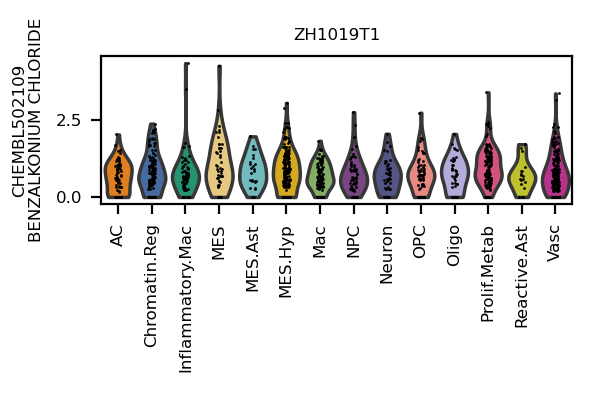 ZH1019T1
CHEMBL502109
BENZALKONIUM CHLORIDE
2.5
0.0
AC
Chromatin.Reg
Inflammatory.Mac
MES
MES.Ast
MES.Hyp
Mac
NPC
Neuron
OPC
Oligo
Prolif.Metab
Reactive.Ast
Vasc